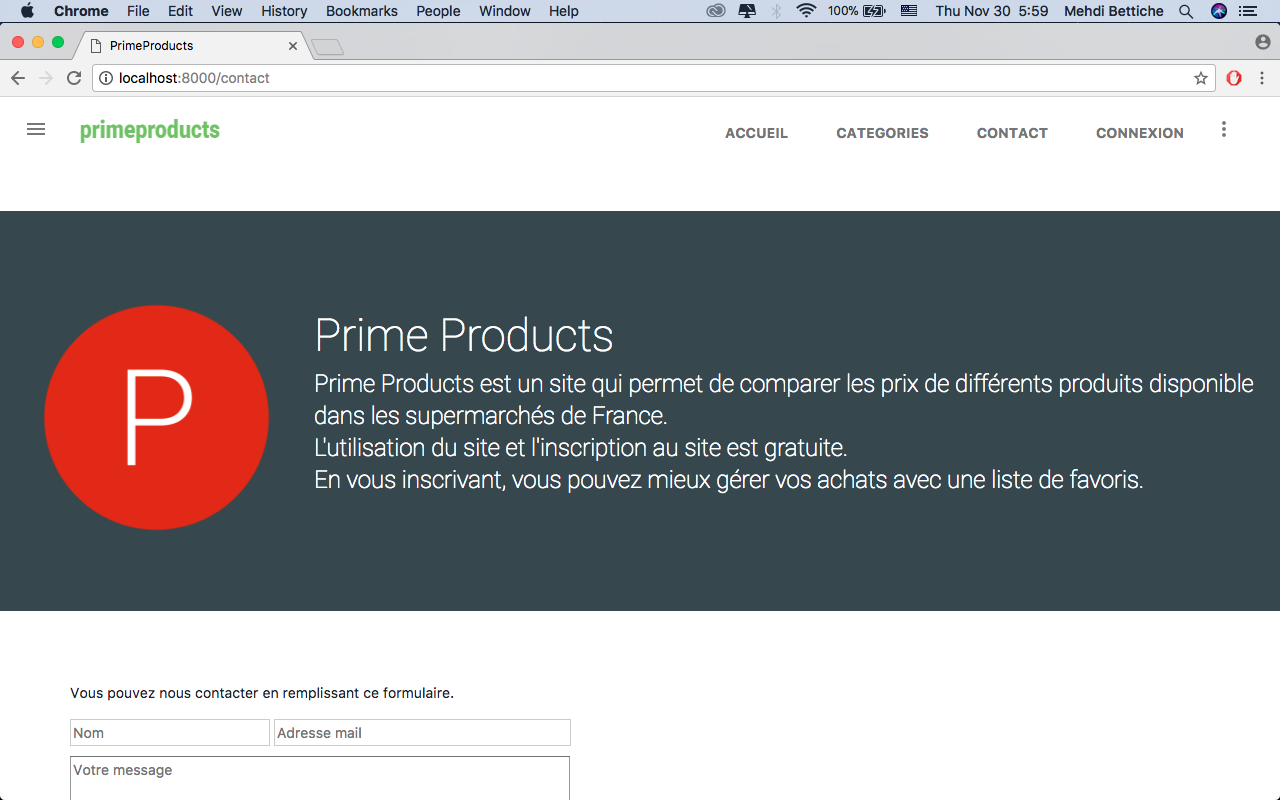 Chrome File Edit View History Bookmarks People Window Help 100% Thu Nov 30 5:59 Mehdi Bettiche
PrimeProducts
localhost:8000/contact
primeproducts ACCUEIL CATEGORIES CONTACT CONNEXION
P
Prime Products
Prime Products est un site qui permet de comparer les prix de différents produits disponible
dans les supermarchés de France.
L'utilisation du site et l'inscription au site est gratuite.
En vous inscrivant, vous pouvez mieux gérer vos achats avec une liste de favoris.
Vous pouvez nous contacter en remplissant ce formulaire.
Nom Adresse mail
Votre message